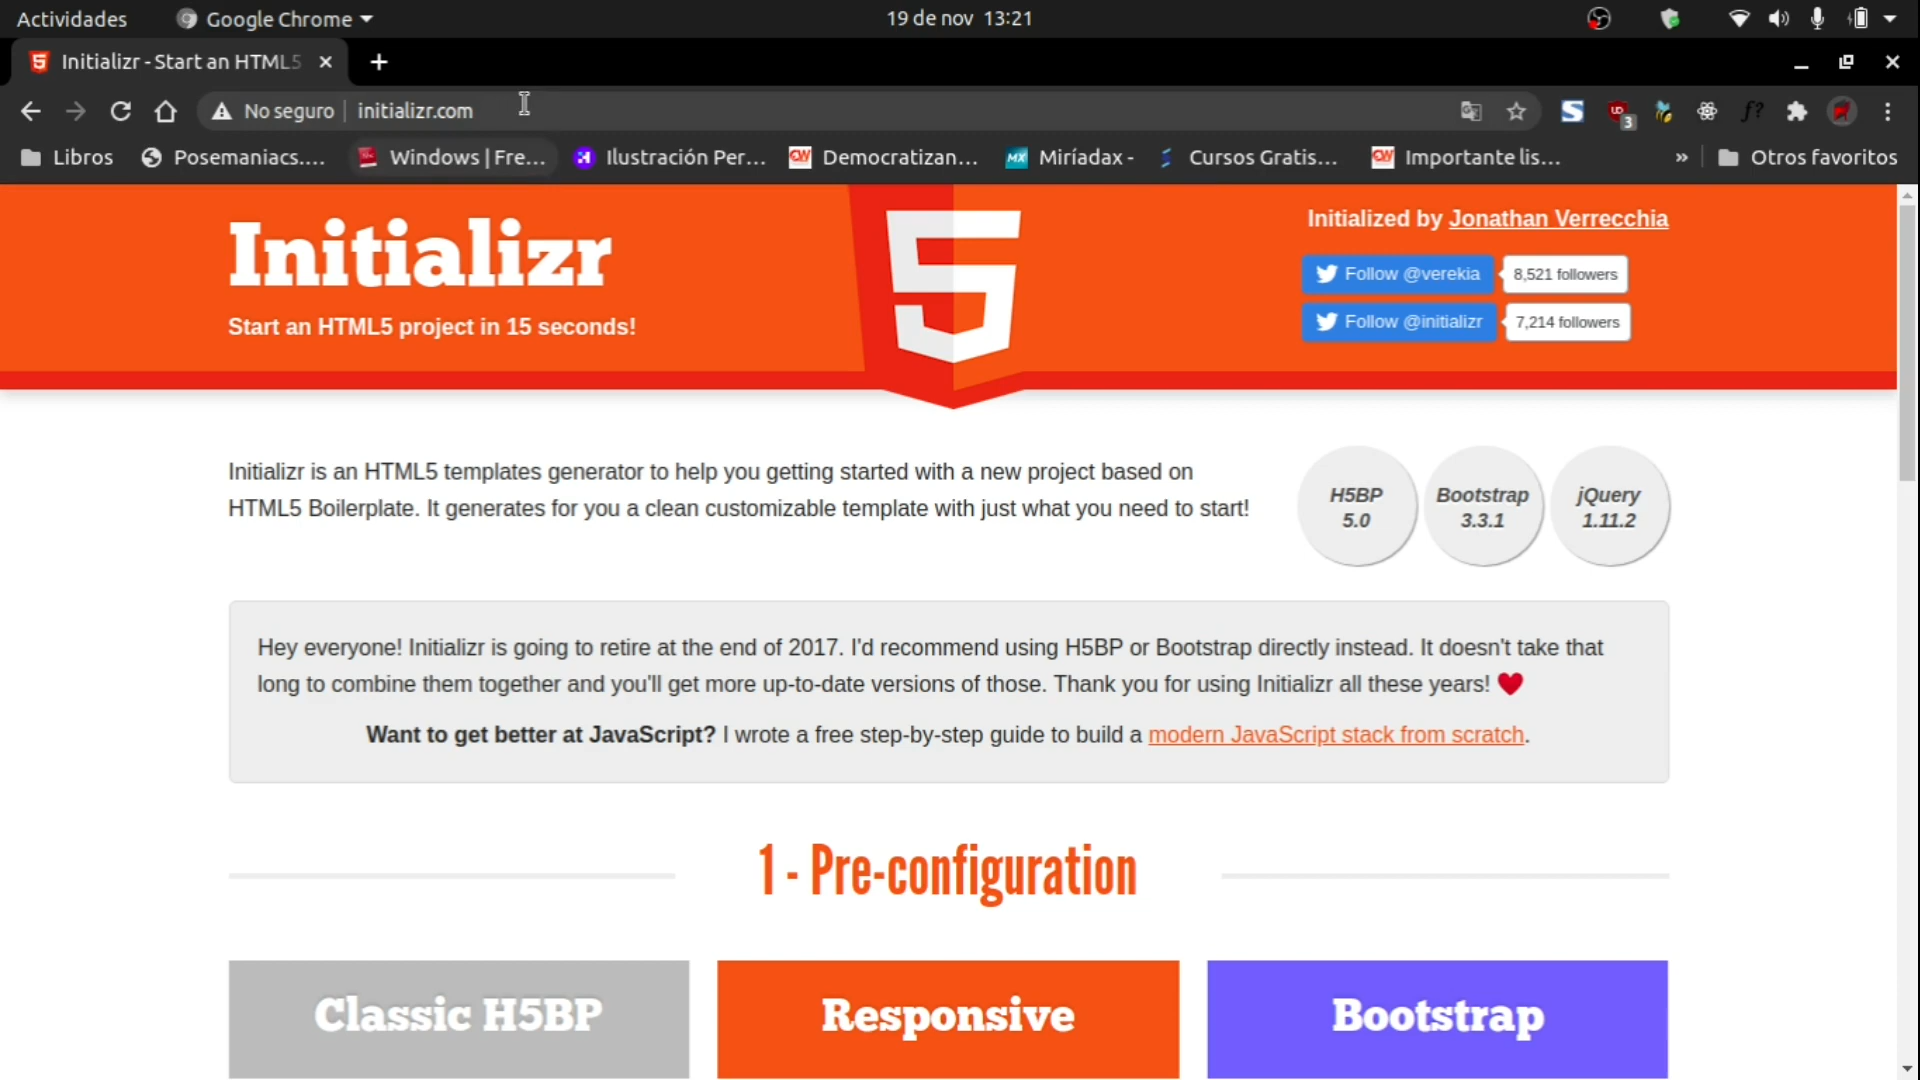 Actividades
Google Chrome
19 de nov 13:21
Initializr - Start an HTML5
No seguro
initializr.com
3
Libros
Posemaniacs....
Windows | Fre...
Ilustración Per...
Democratizan...
Miríadax -
Cursos Gratis...
Importante lis...
»
Otros favoritos
Initializr
Start an HTML5 project in 15 seconds!
5
Initialized by Jonathan Verrecchia
Follow @verekia
8,521 followers
Follow @initializr
7,214 followers
Initializr is an HTML5 templates generator to help you getting started with a new project based on
HTML5 Boilerplate. It generates for you a clean customizable template with just what you need to start!
H5BP
5.0
Bootstrap
3.3.1
jQuery
1.11.2
Hey everyone! Initializr is going to retire at the end of 2017. I'd recommend using H5BP or Bootstrap directly instead. It doesn't take that
long to combine them together and you'll get more up-to-date versions of those. Thank you for using Initializr all these years! ❤
Want to get better at JavaScript? I wrote a free step-by-step guide to build a modern JavaScript stack from scratch.
1 - Pre-configuration
Classic H5BP
Responsive
Bootstrap